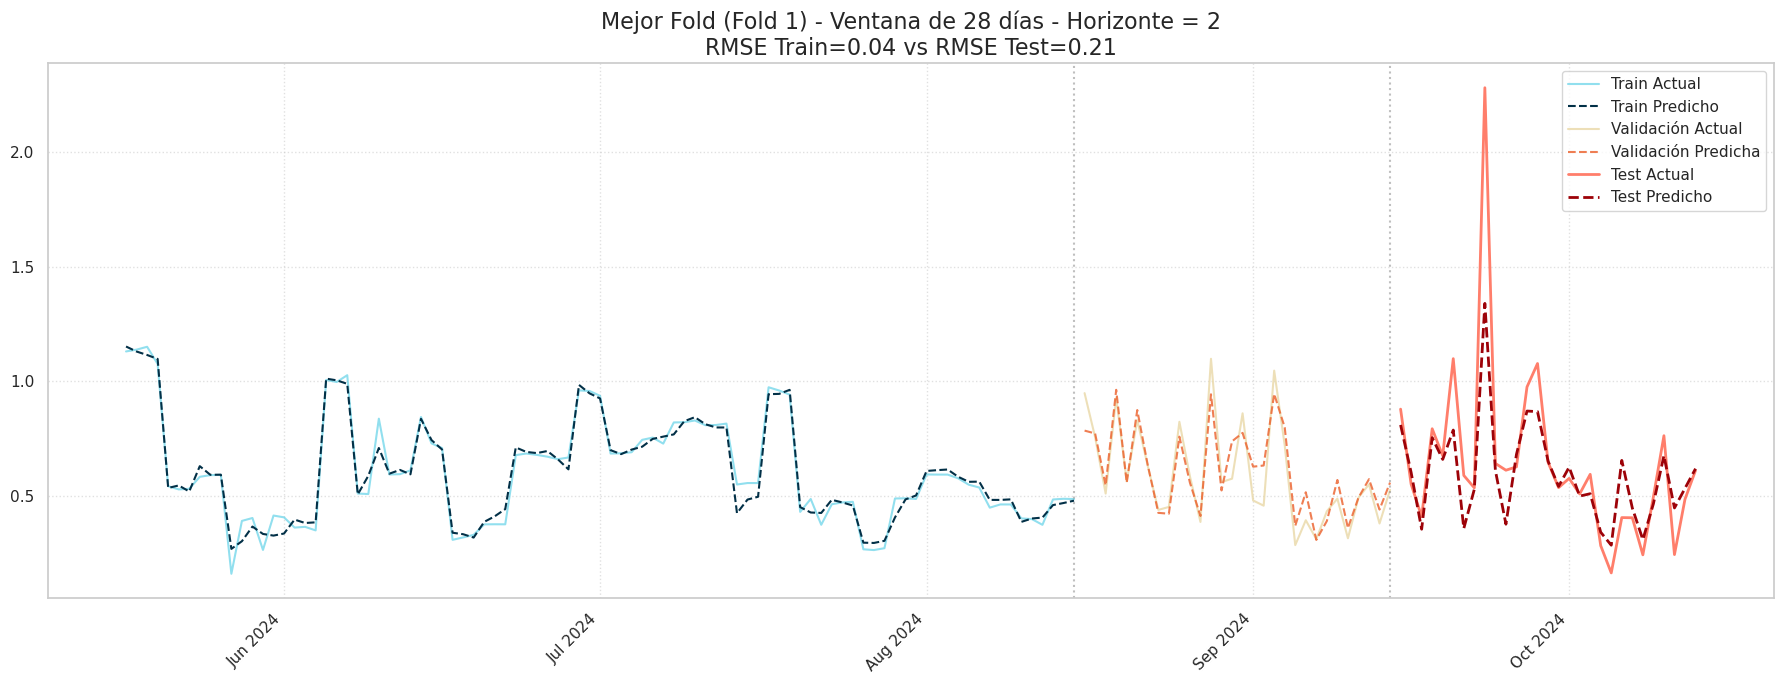 Mejor Fold (Fold 1) - Ventana de 28 días - Horizonte = 2
RMSE Train=0.04 vs RMSE Test=0.21
Train Actual
Train Predicho
Validación Actual
Validación Predicha
Test Actual
Test Predicho
2.0
1.5
1.0
0.5
Jun 2024
Jul 2024
Aug 2024
Sep 2024
Oct 2024